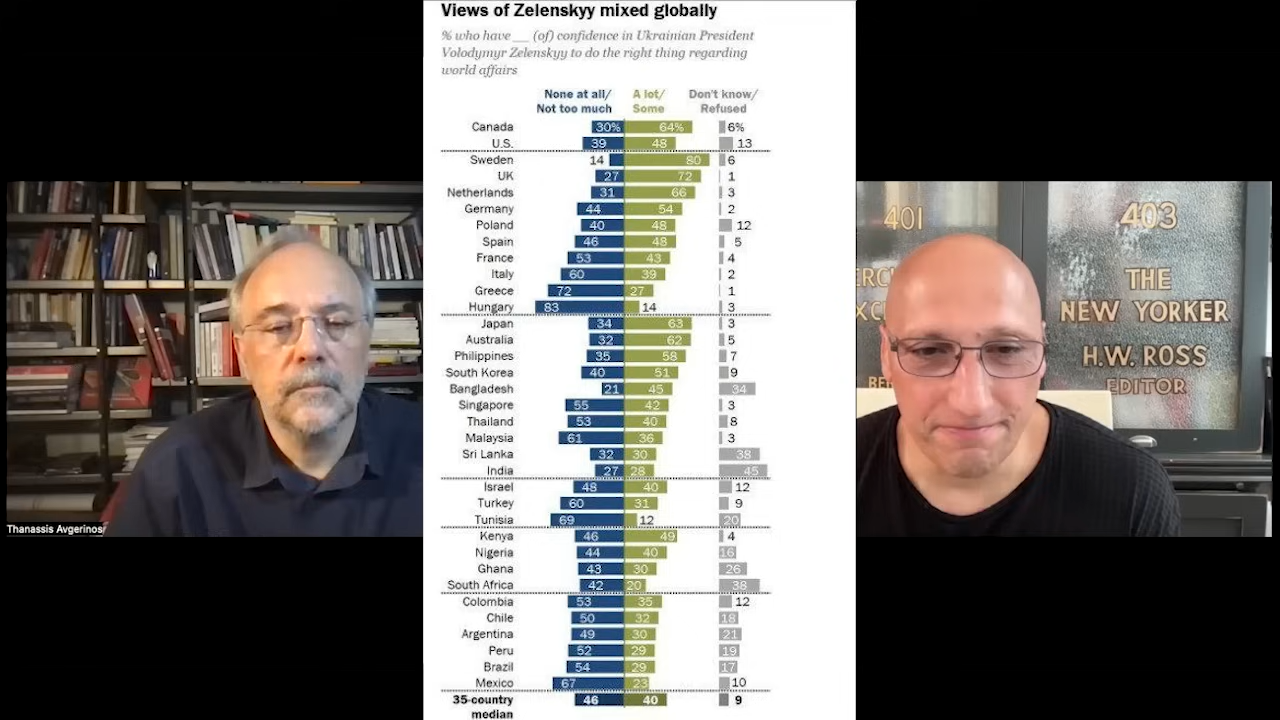 Views of Zelenskyy mixed globally
% who have __ (of) confidence in Ukrainian President
Volodymyr Zelenskyy to do the right thing regarding
world affairs
None at all/ A lot/ Don't know/
Not too much Some Refused
Canada 30% 64% 6%
U.S. 39 48 13
Sweden 14 80 6
UK 27 72 1
Netherlands 31 66 3
Germany 44 54 2
Poland 40 48 12
Spain 46 48 5
France 53 43 4
Italy 60 39 2
Greece 72 27 1
Hungary 83 14 3
Japan 34 63 3
Australia 32 62 5
Philippines 35 58 7
South Korea 40 51 9
Bangladesh 21 45 34
Singapore 55 42 3
Thailand 53 40 8
Malaysia 61 36 3
Sri Lanka 32 30 38
India 27 28 45
Israel 48 40 12
Turkey 60 31 9
Tunisia 69 12 20
Kenya 46 49 4
Nigeria 44 40 16
Ghana 43 30 26
South Africa 42 20 38
Colombia 53 35 12
Chile 50 32 18
Argentina 49 30 21
Peru 52 29 19
Brazil 54 29 17
Mexico 67 23 10
35-country 46 40 9
median
Thanassis Avgerinos
401
403
THE
NEW YORKER
H.W. ROSS
EDITOR